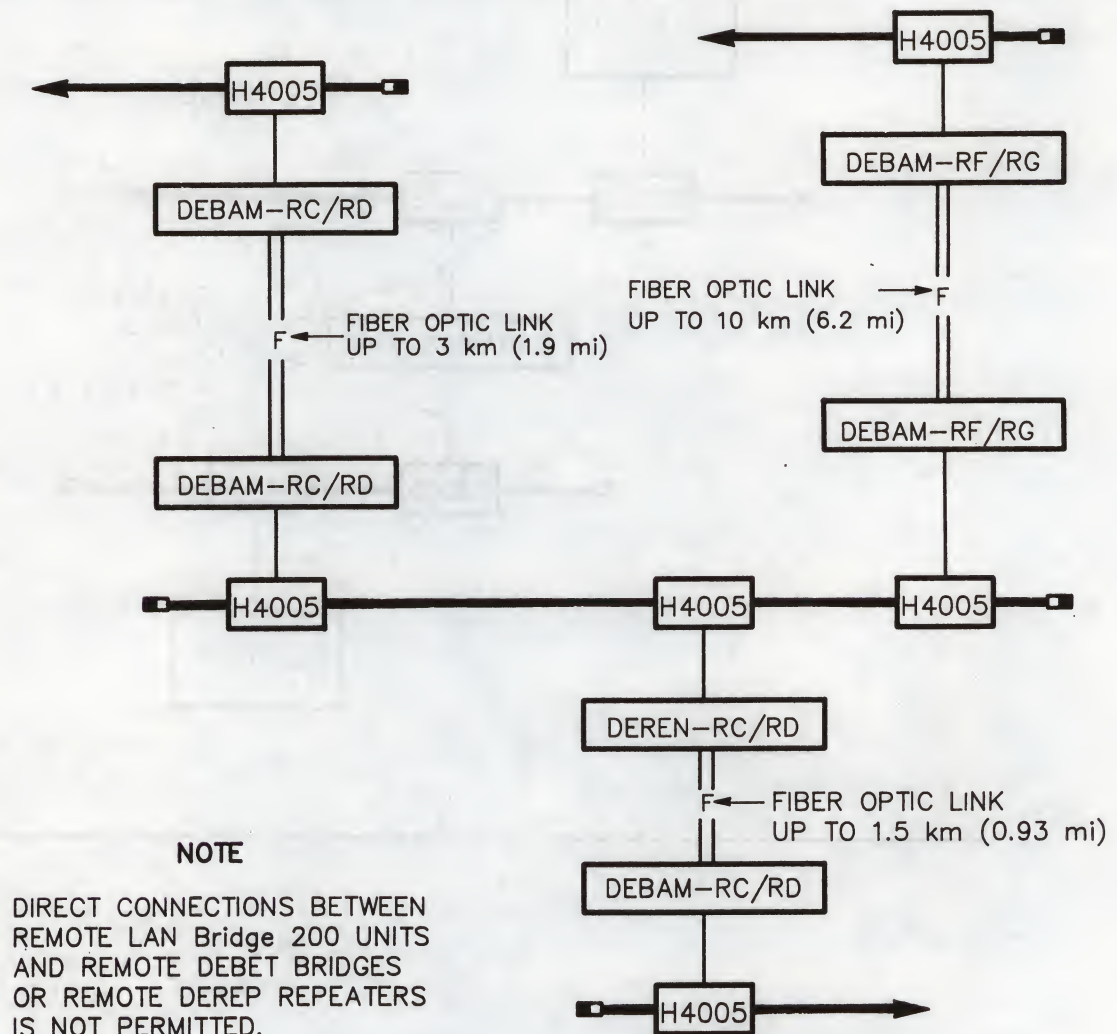 H4005
H4005
DEBAM-RF/RG
DEBAM-RC/RD
FIBER OPTIC LINK
UP TO 10 km (6.2 mi)
F
F
FIBER OPTIC LINK
UP TO 3 km (1.9 mi)
DEBAM-RF/RG
DEBAM-RC/RD
H4005
H4005
H4005
DEREN-RC/RD
F
FIBER OPTIC LINK
UP TO 1.5 km (0.93 mi)
DEBAM-RC/RD
H4005
NOTE
DIRECT CONNECTIONS BETWEEN
REMOTE LAN Bridge 200 UNITS
AND REMOTE DEBET BRIDGES
OR REMOTE DEREP REPEATERS
IS NOT PERMITTED.